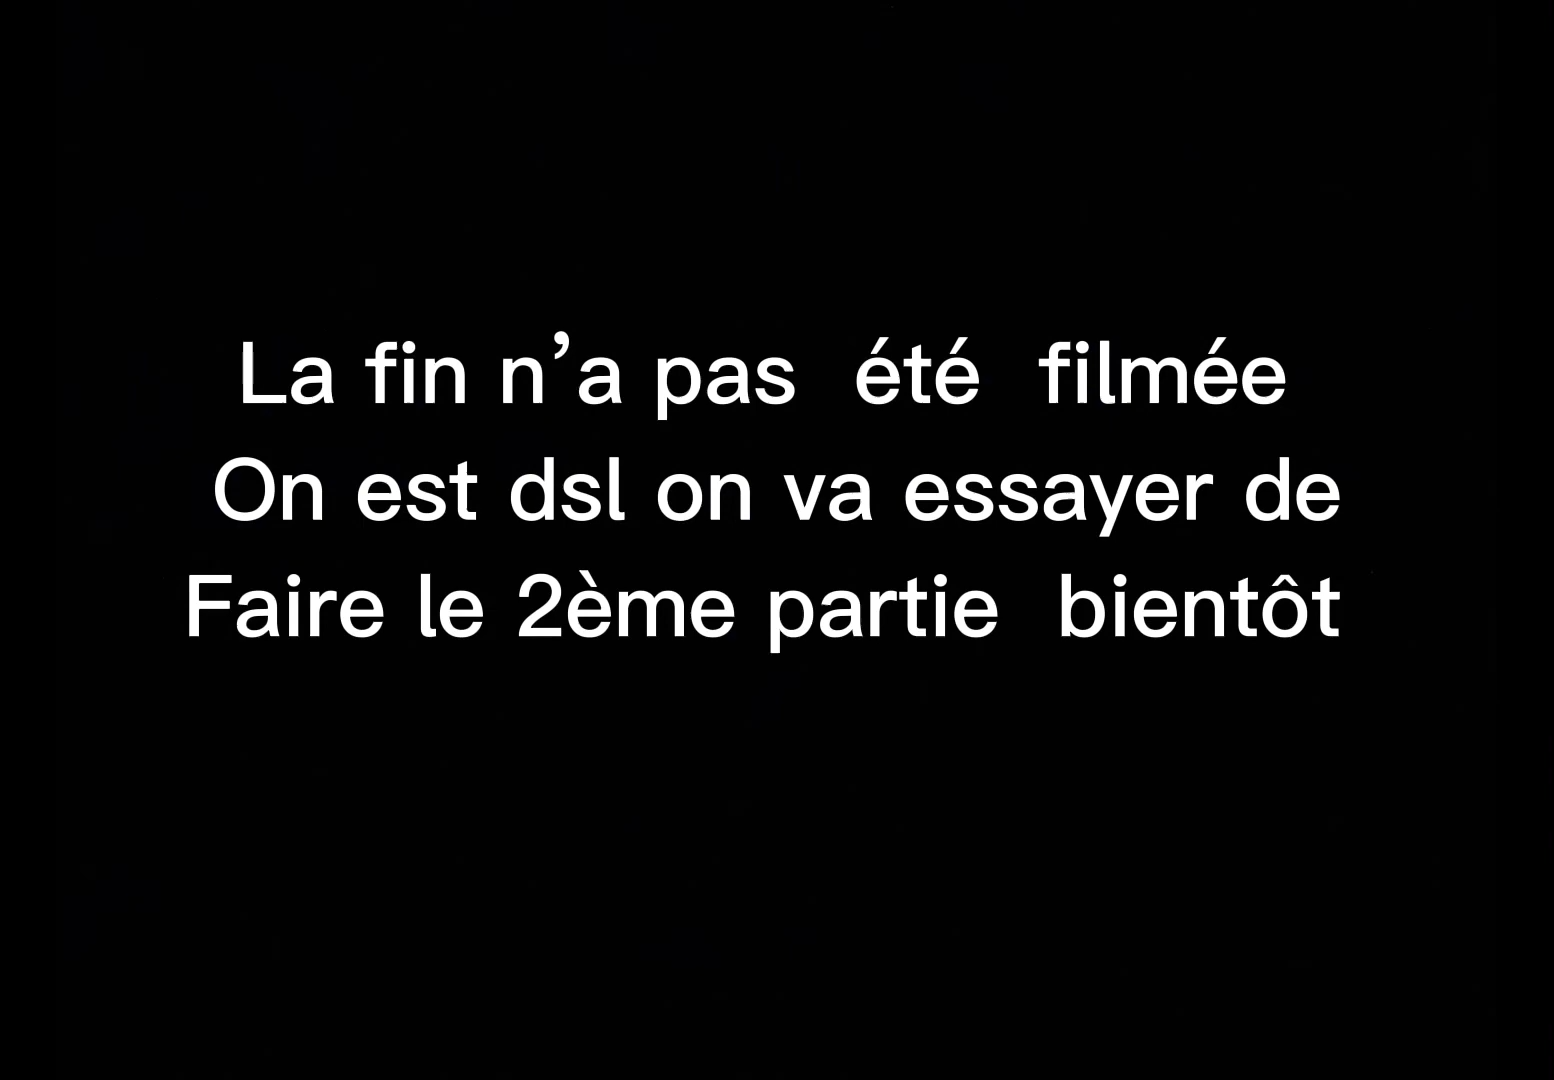 La fin n’a pas  été  filmée
On est dsl on va essayer de
Faire le 2ème partie  bientôt